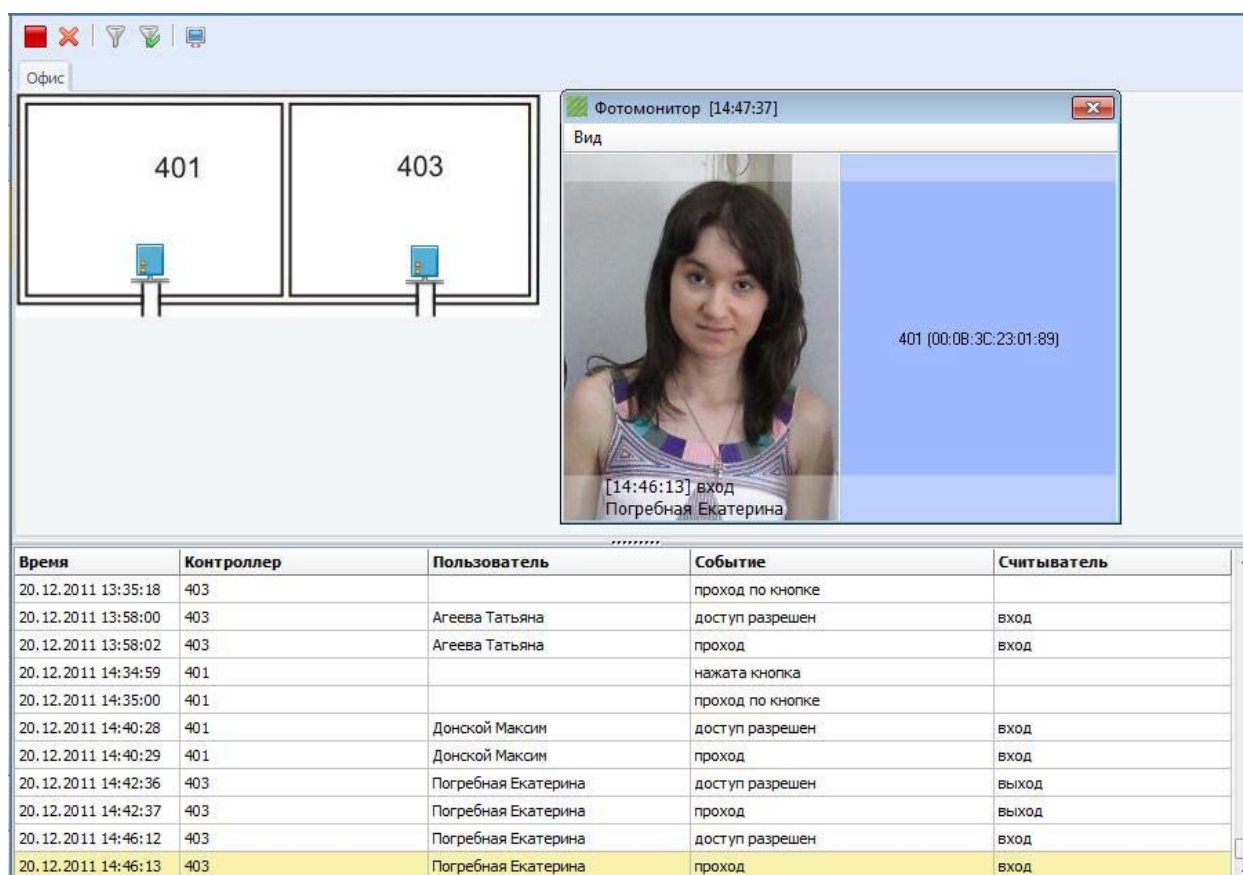 Офис
401
403
Фотомонитор [14:47:37]
Вид
401 (00:0B:3C:23:01:89)
[14:46:13] вход
Погребная Екатерина
Время Контроллер Пользователь Событие Считыватель
20.12.2011 13:35:18 403 проход по кнопке
20.12.2011 13:58:00 403 Агеева Татьяна доступ разрешен вход
20.12.2011 13:58:02 403 Агеева Татьяна проход вход
20.12.2011 14:34:59 401 нажата кнопка
20.12.2011 14:35:00 401 проход по кнопке
20.12.2011 14:40:28 401 Донской Максим доступ разрешен вход
20.12.2011 14:40:29 401 Донской Максим проход вход
20.12.2011 14:42:36 403 Погребная Екатерина доступ разрешен выход
20.12.2011 14:42:37 403 Погребная Екатерина проход выход
20.12.2011 14:46:12 403 Погребная Екатерина доступ разрешен вход
20.12.2011 14:46:13 403 Погребная Екатерина проход вход